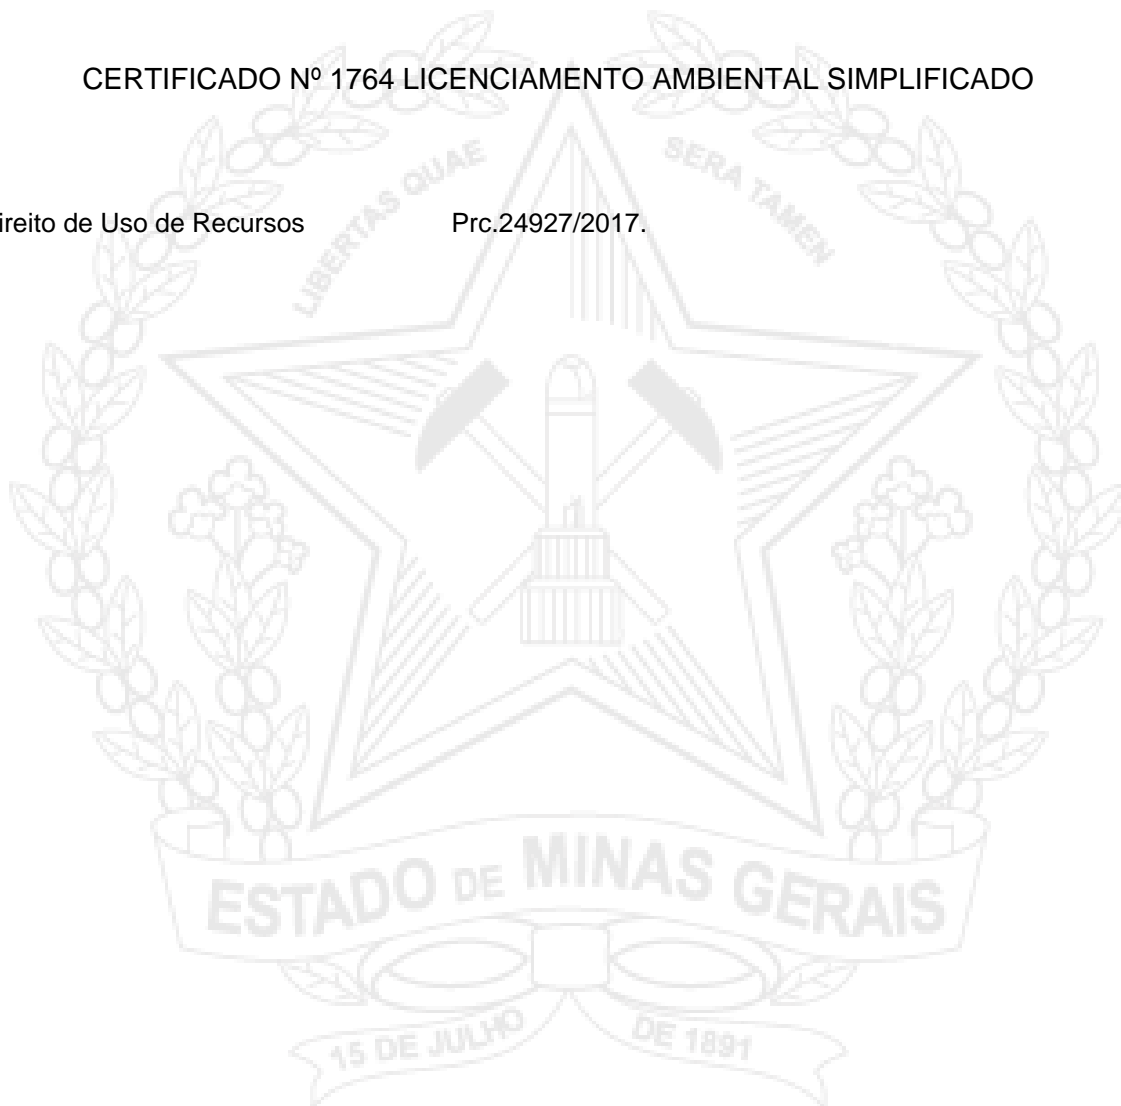 CERTIFICADO Nº 1764 LICENCIAMENTO AMBIENTAL SIMPLIFICADO
LIBERTAS QUAE SERA TAMEN
ireito de Uso de Recursos Prc.24927/2017.
ESTADO DE MINAS GERAIS
15 DE JULHO DE 1891